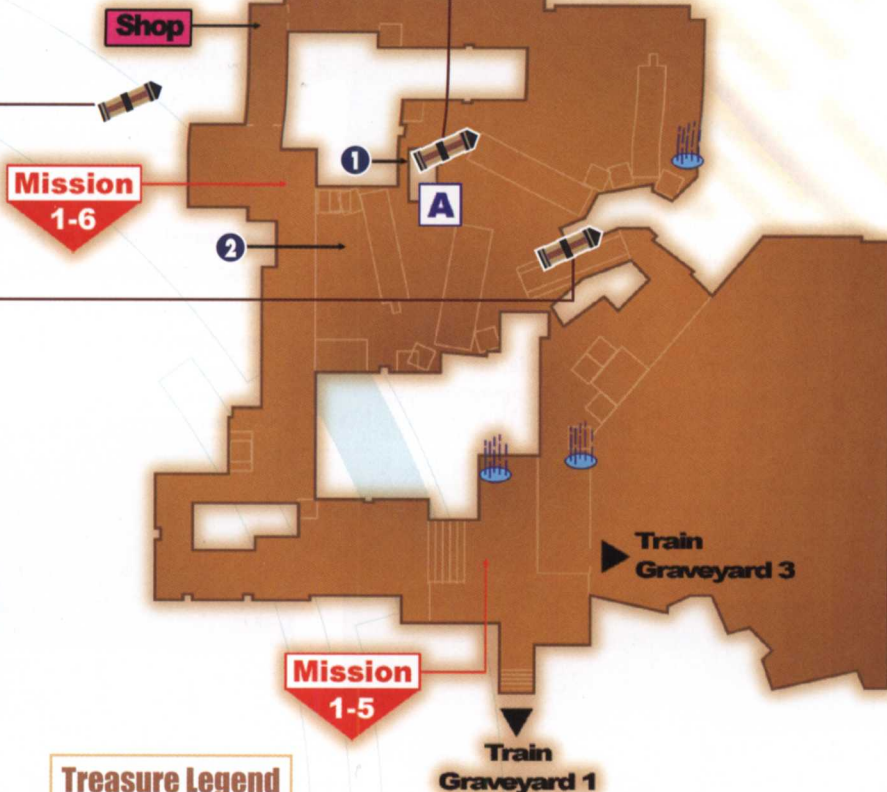 Shop
Mission
1-6
1
A
2
Train
Graveyard 3
Mission
1-5
Train
Graveyard 1
Treasure Legend